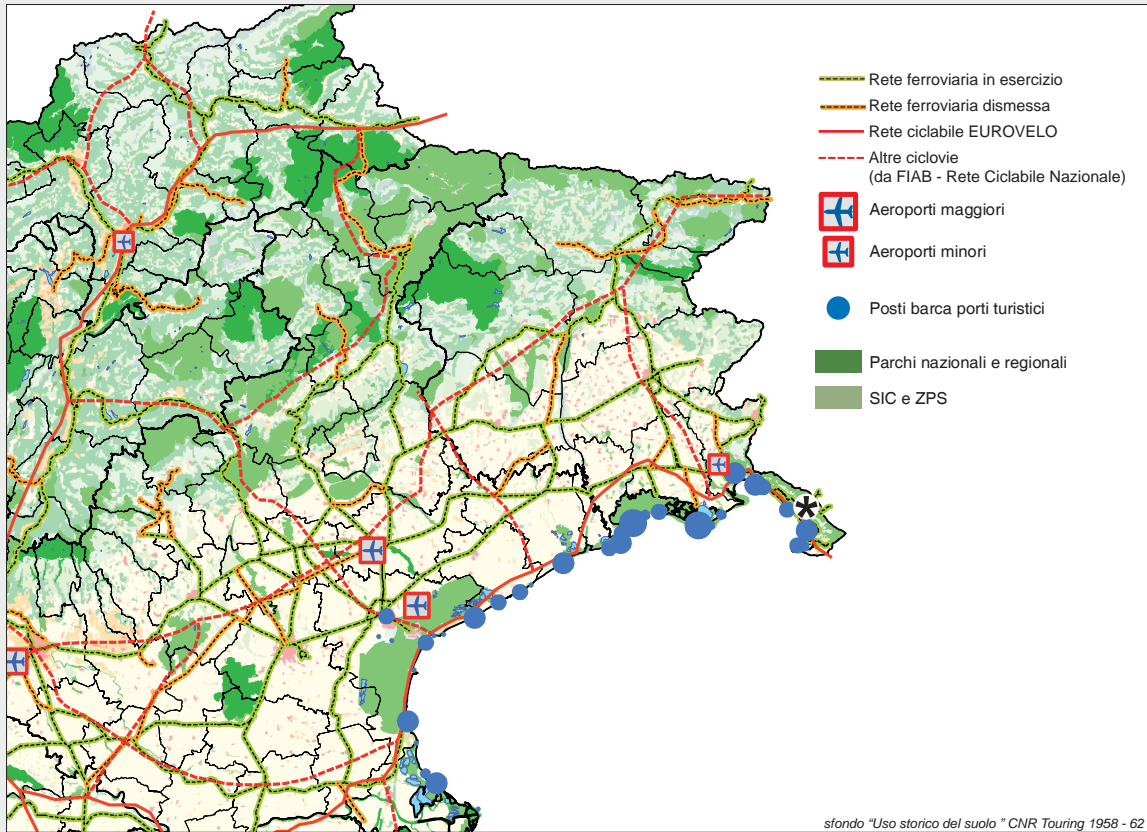 Rete ferroviaria in esercizio
Rete ferroviaria dismessa
Rete ciclabile EUROVELO
Altre ciclovie
(da FIAB - Rete Ciclabile Nazionale)
Aeroporti maggiori
Aeroporti minori
Posti barca porti turistici
Parchi nazionali e regionali
SIC e ZPS
*
sfondo "Uso storico del suolo " CNR Touring 1958 - 62